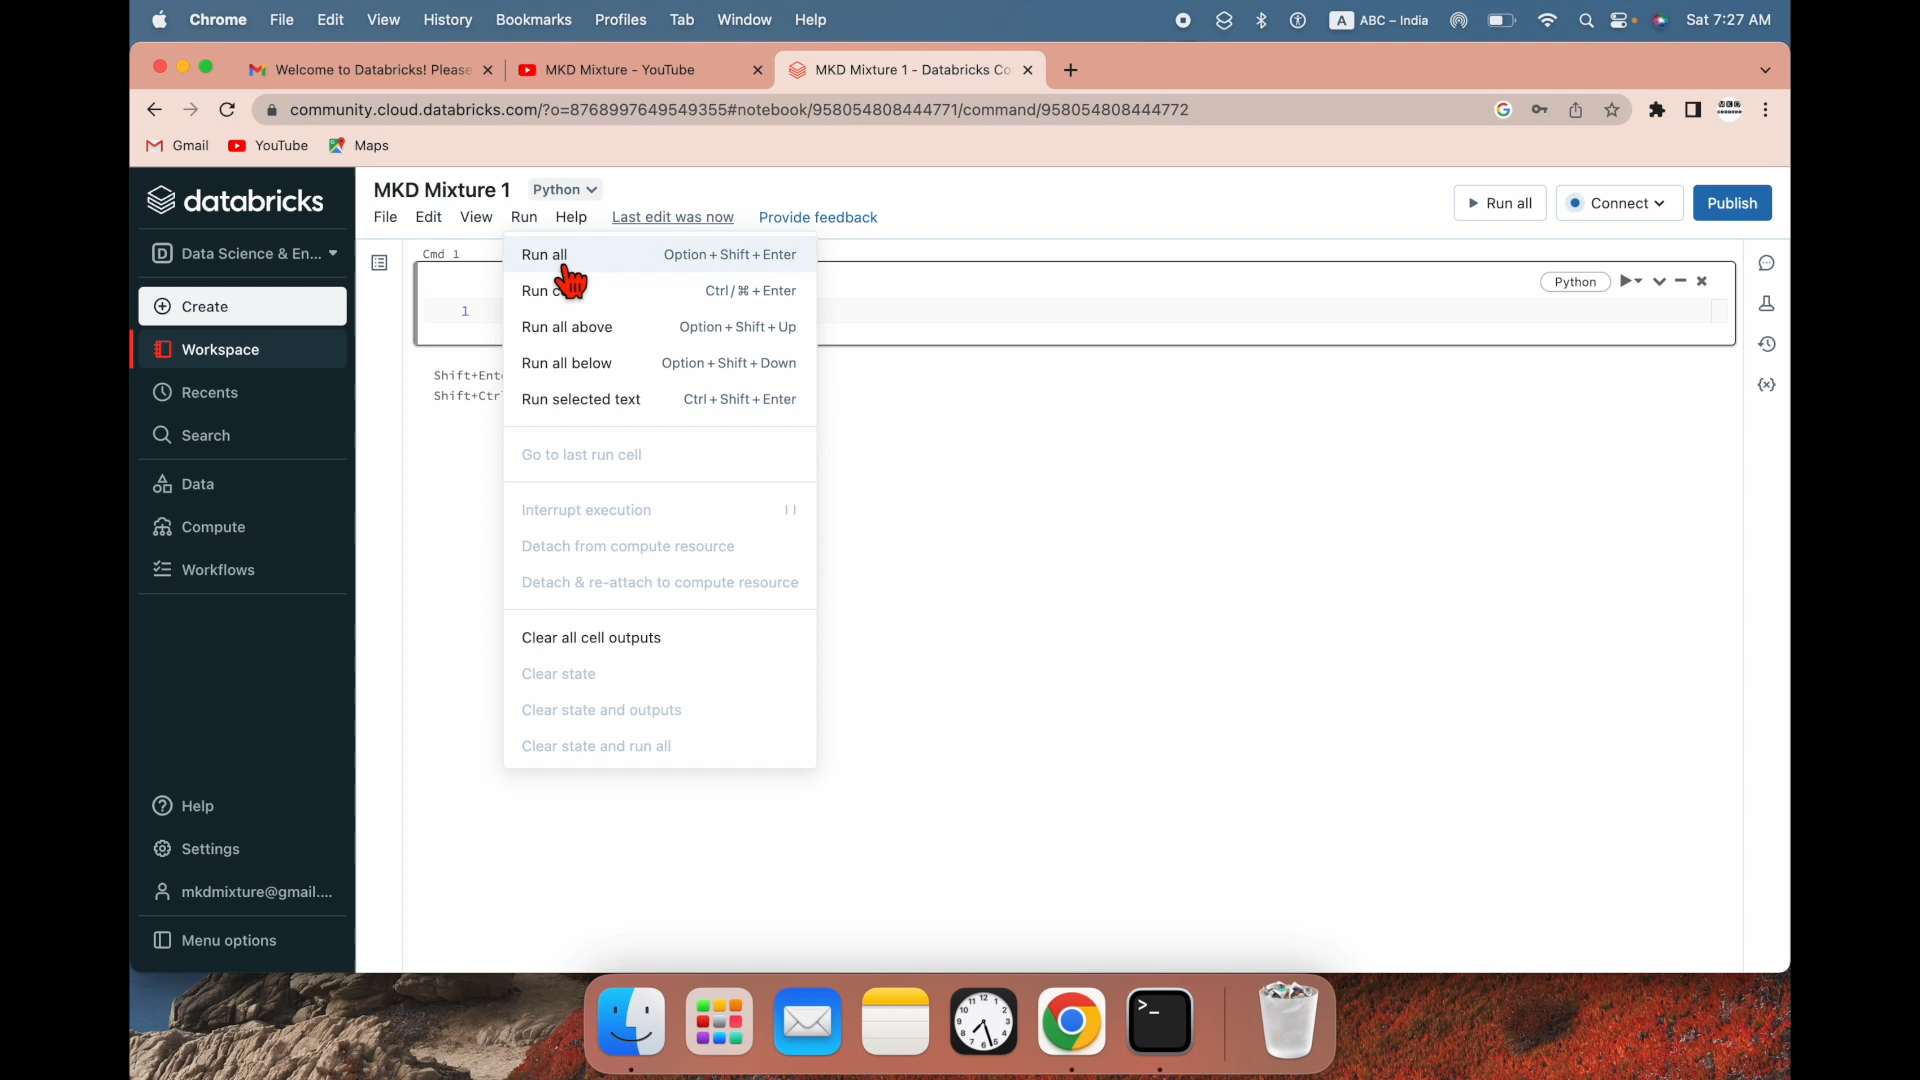 Chrome File Edit View History Bookmarks Profiles Tab Window Help A ABC – India Sat 7:27 AM
Welcome to Databricks! Please MKD Mixture - YouTube MKD Mixture 1 - Databricks Co
community.cloud.databricks.com/?o=8768997649549355#notebook/958054808444771/command/958054808444772
Gmail YouTube Maps
databricks
MKD Mixture 1 Python
File Edit View Run Help Last edit was now Provide feedback
Run all Connect Publish
D Data Science & En...
Create
Workspace
Recents
Search
Data
Compute
Workflows
Help
Settings
mkdmixture@gmail....
Menu options
Cmd 1
Python
1
Shift+Ent
Shift+Ctr
Run all Option + Shift + Enter
Run Ctrl/⌘ + Enter
Run all above Option + Shift + Up
Run all below Option + Shift + Down
Run selected text Ctrl + Shift + Enter
Go to last run cell
Interrupt execution
Detach from compute resource
Detach & re-attach to compute resource
Clear all cell outputs
Clear state
Clear state and outputs
Clear state and run all